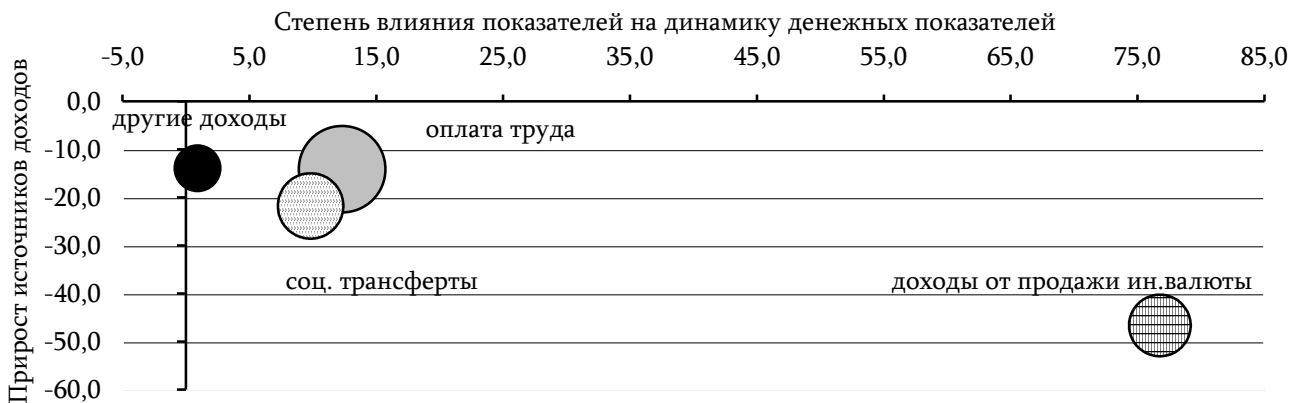 Степень влияния показателей на динамику денежных показателей
-5,0 5,0 15,0 25,0 35,0 45,0 55,0 65,0 75,0 85,0
Прирост источников доходов
0,0
другие доходы
оплата труда
-10,0
-20,0
-30,0
соц. трансферты
доходы от продажи ин.валюты
-40,0
-50,0
-60,0